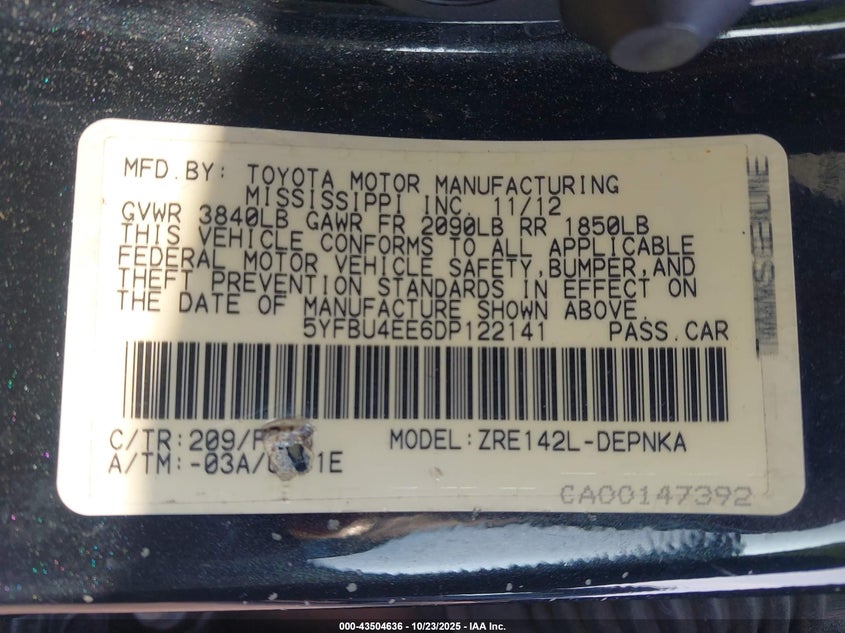 MFD.BY: TOYOTA MOTOR MANUFACTURING
MISSISSIPPI INC. 11/12
GVWR 3840LB GAWR FR 2090LB RR 1850LB
THIS VEHICLE CONFORMS TO ALL APPLICABLE
FEDERAL MOTOR VEHICLE SAFETY,BUMPER,AND
THEFT PREVENTION STANDARDS IN EFFECT ON
THE DATE OF MANUFACTURE SHOWN ABOVE.
5YFBU4EE6DP122141 PASS.CAR
C/TR:209/F
MODEL:ZRE142L-DEPNKA
A/TM:-03A/ 1E
CA00147392
000-43504636 - 10/23/2025 - IAA Inc.